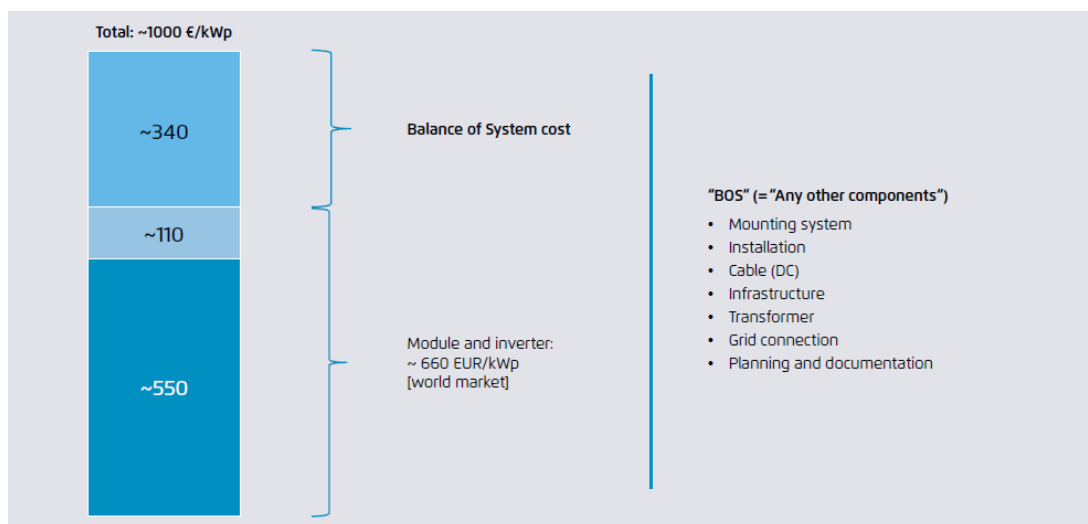 Total: ~1000 €/kWp
~340
~110
~550
Balance of System cost
Module and inverter:
~ 660 EUR/kWp
[world market]
"BOS" (= "Any other components")
• Mounting system
• Installation
• Cable (DC)
• Infrastructure
• Transformer
• Grid connection
• Planning and documentation